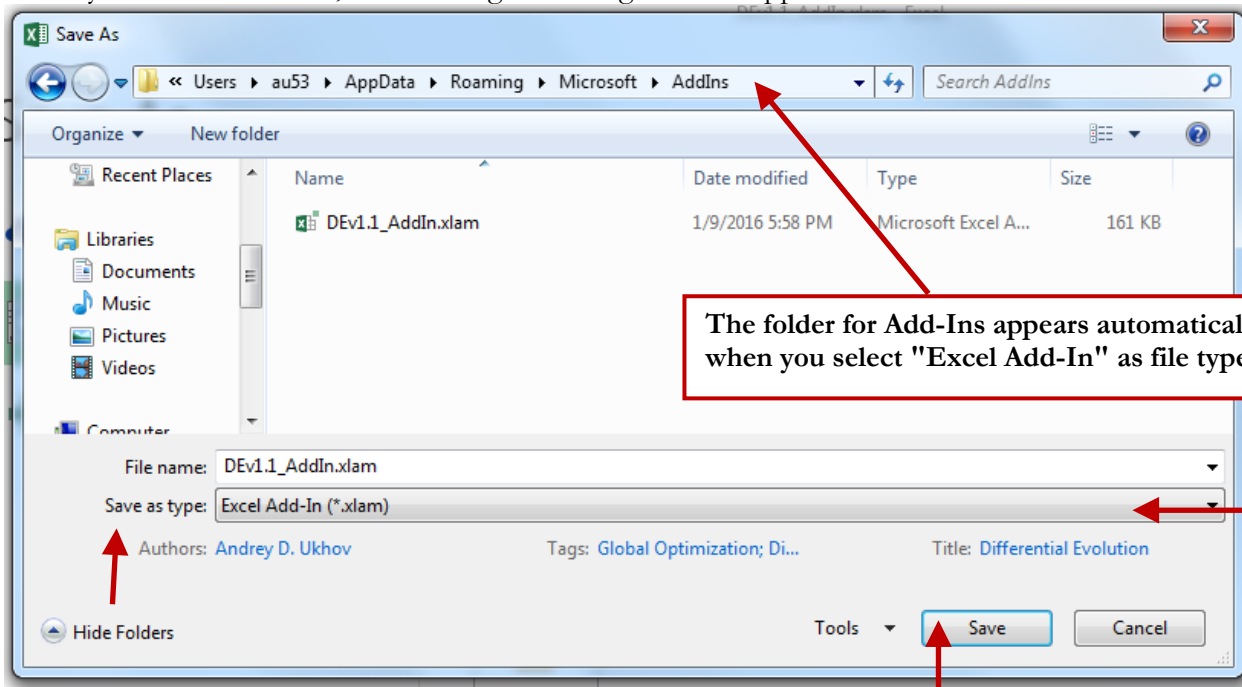 Save As
« Users ▸ au53 ▸ AppData ▸ Roaming ▸ Microsoft ▸ AddIns
Search AddIns
Organize New folder
Recent Places
Libraries
Documents
Music
Pictures
Videos
Computer
Name Date modified Type Size
DEv1.1_AddIn.xlam 1/9/2016 5:58 PM Microsoft Excel A... 161 KB
The folder for Add-Ins appears automatical
when you select "Excel Add-In" as file type
File name: DEv1.1_AddIn.xlam
Save as type: Excel Add-In (*.xlam)
Authors: Andrey D. Ukhov Tags: Global Optimization; Di... Title: Differential Evolution
Hide Folders
Tools Save Cancel